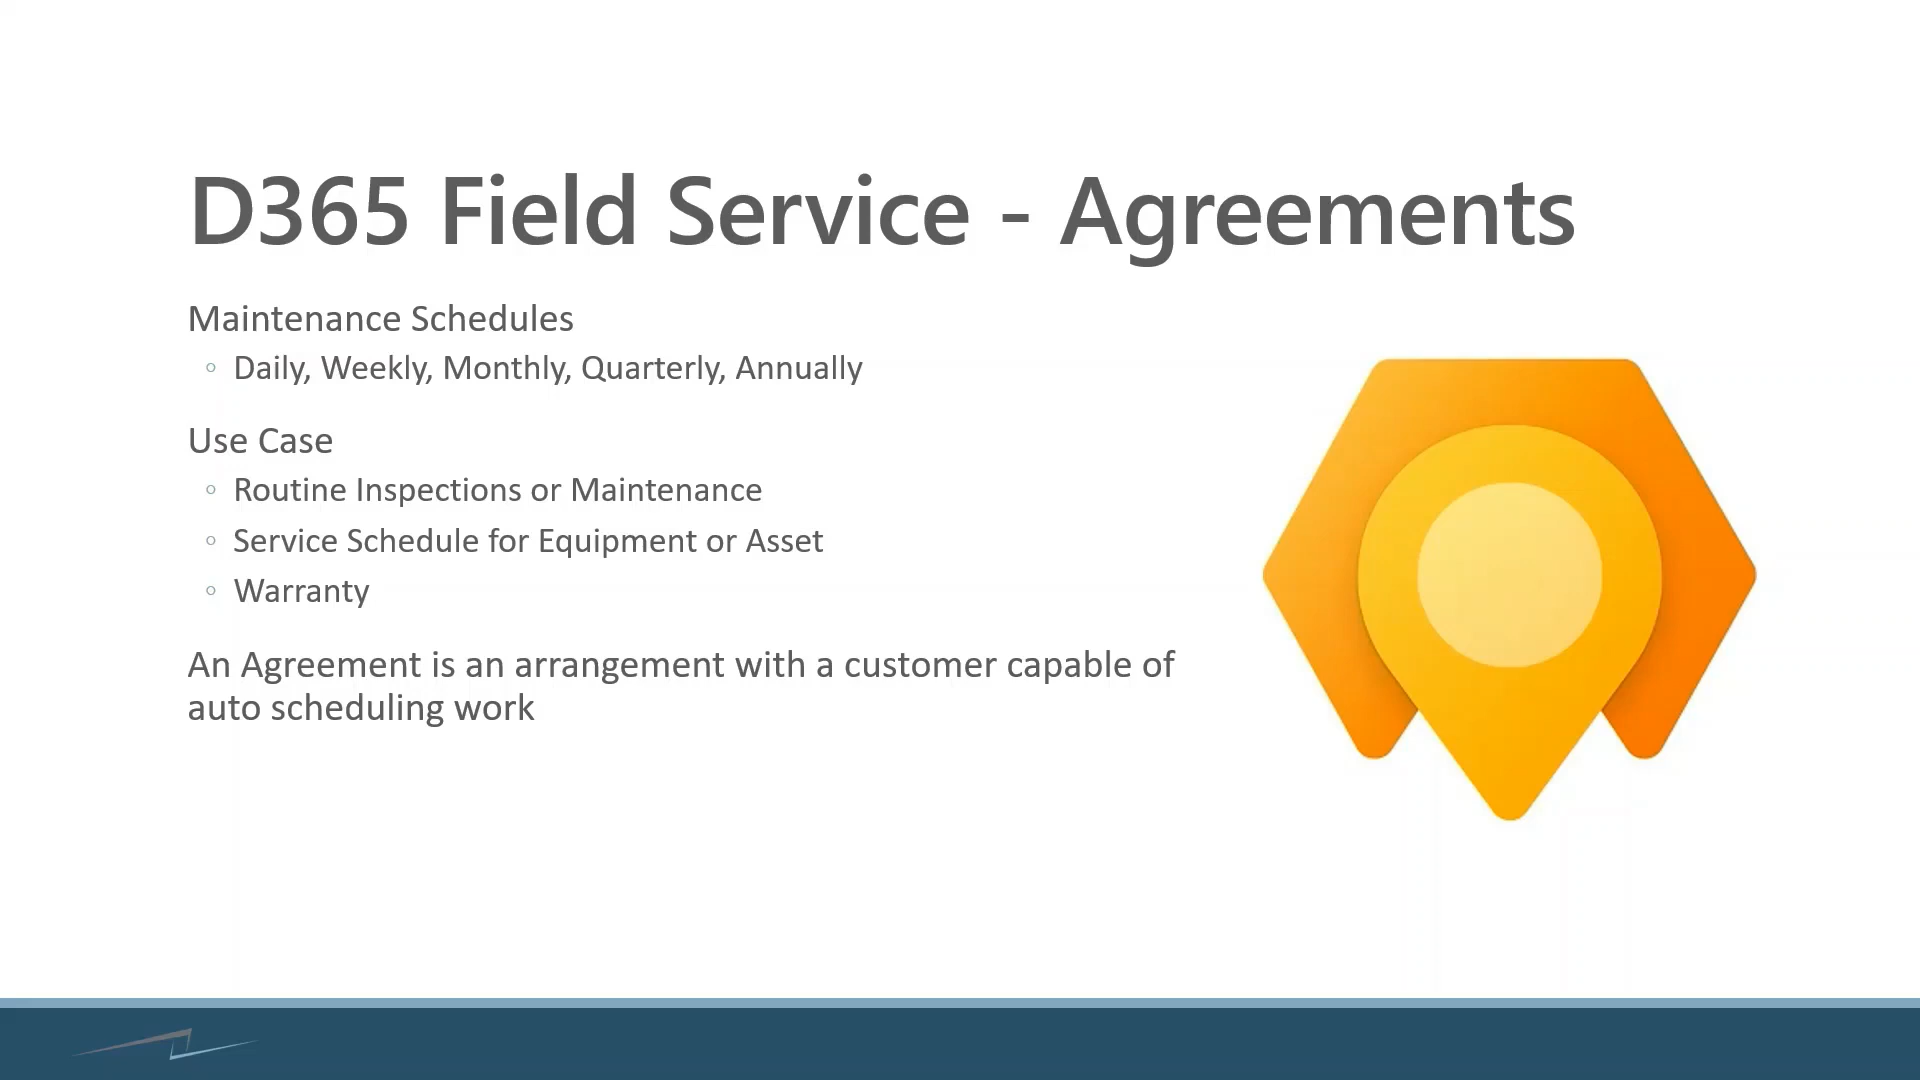 D365 Field Service - Agreements
Maintenance Schedules
◦ Daily, Weekly, Monthly, Quarterly, Annually
Use Case
◦ Routine Inspections or Maintenance
◦ Service Schedule for Equipment or Asset
◦ Warranty
An Agreement is an arrangement with a customer capable of
auto scheduling work